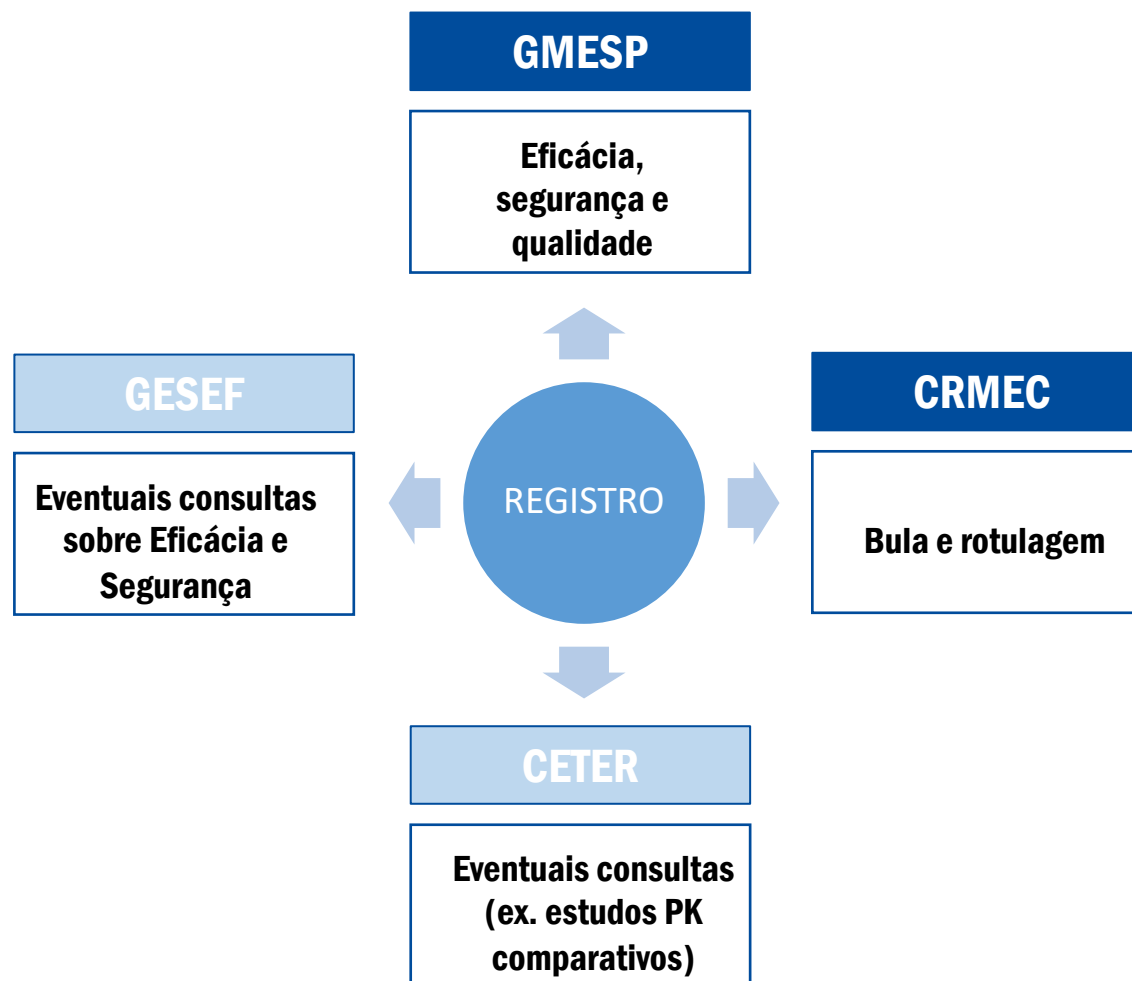 GMESP
Eficácia,
segurança e
qualidade
GESEF
Eventuais consultas
sobre Eficácia e
Segurança
REGISTRO
CRMEC
Bula e rotulagem
CETER
Eventuais consultas
(ex. estudos PK
comparativos)